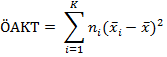 ÖAKT = \sum_{i=1}^{K} n_i(\bar{x}_i - \bar{x})^2